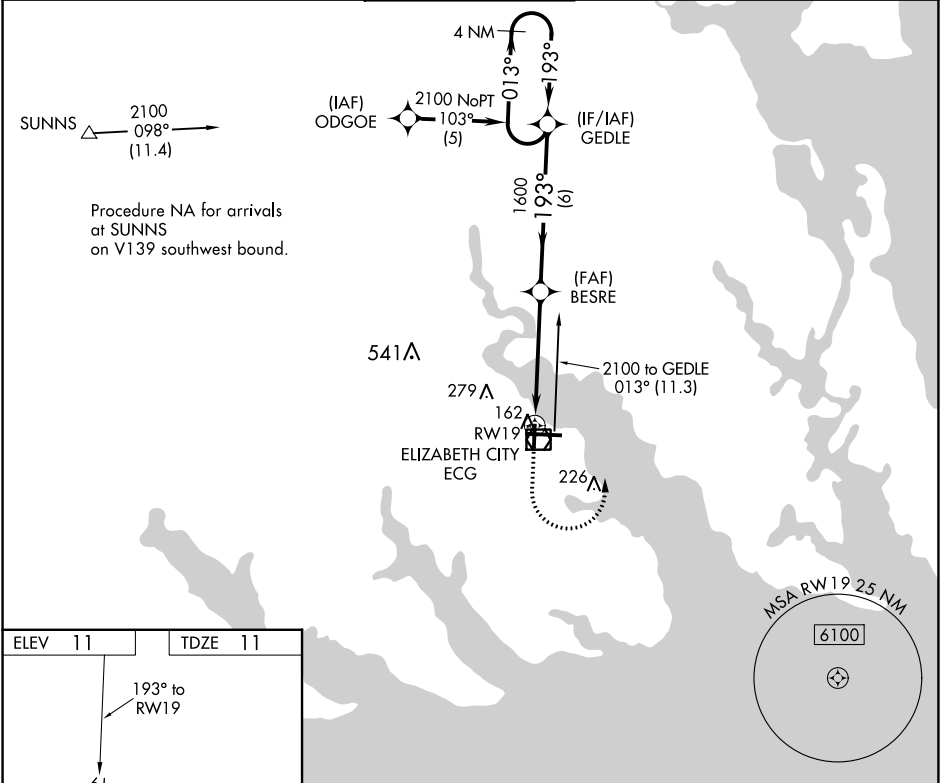 4 NM
013°
193°
SUNNS
2100
098°
(11.4)
(IAF)
ODGOE
2100 NoPT
103°
(5)
(IF/IAF)
GEDLE
1600
193°
(6)
Procedure NA for arrivals
at SUNNS
on V139 southwest bound.
(FAF)
BESRE
541
2100 to GEDLE
013° (11.3)
279
162
RW19
ELIZABETH CITY
ECG
226
MSA RW19 25 NM
6100
ELEV 11
TDZE 11
193° to
RW19